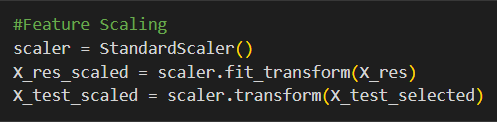 #Feature Scaling
scaler = StandardScaler()
X_res_scaled = scaler.fit_transform(X_res)
X_test_scaled = scaler.transform(X_test_selected)